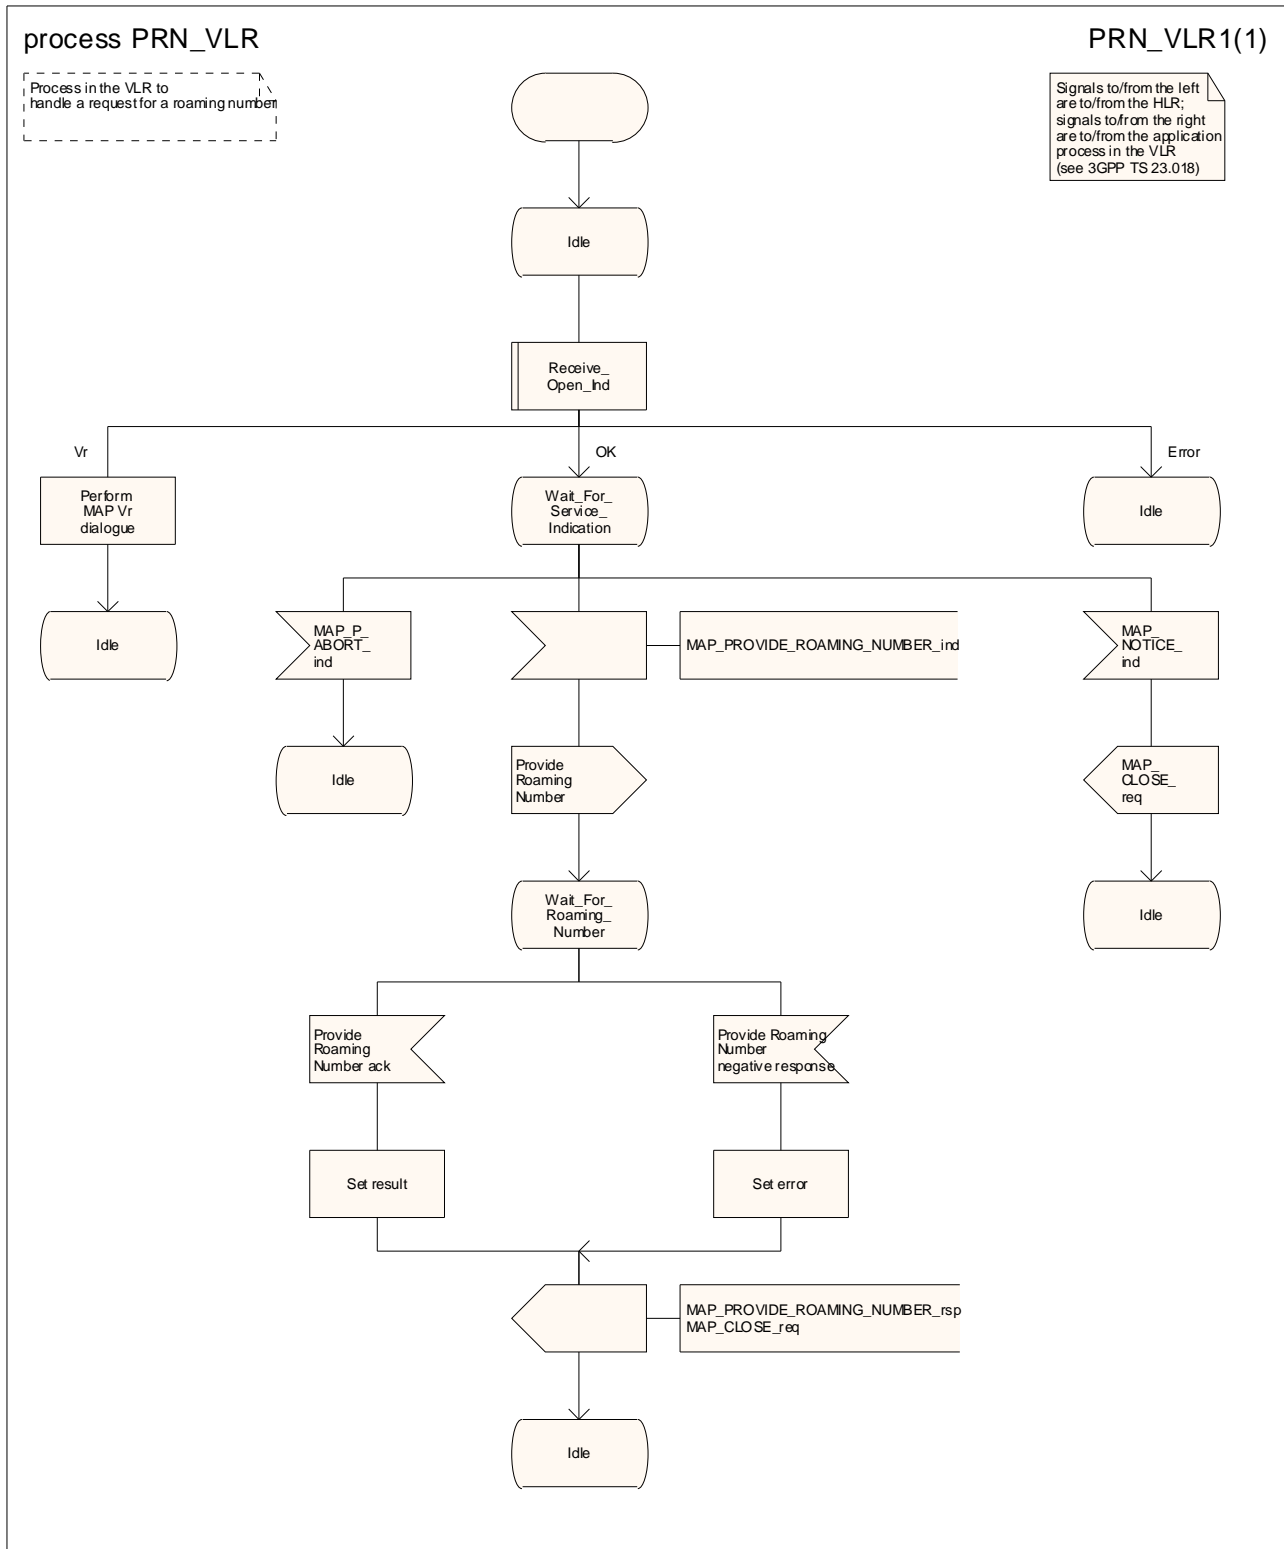 process PRN_VLR
PRN_VLR1(1)
Process in the VLR to
handle a request for a roaming number
Signals to/from the left
are to/from the HLR;
signals to/from the right
are to/from the application
process in the VLR
(see 3GPP TS 23.018)
Idle
Receive_
Open_Ind
Vr
OK
Error
Perform
MAP Vr
dialogue
Wait_For_
Service_
Indication
Idle
Idle
MAP_P_
ABORT_
ind
MAP_PROVIDE_ROAMING_NUMBER_ind
MAP_
NOTICE_
ind
Idle
Provide
Roaming
Number
MAP_
CLOSE_
req
Wait_For_
Roaming_
Number
Idle
Provide
Roaming
Number ack
Provide Roaming
Number
negative response
Set result
Set error
MAP_PROVIDE_ROAMING_NUMBER_rsp
MAP_CLOSE_req
Idle